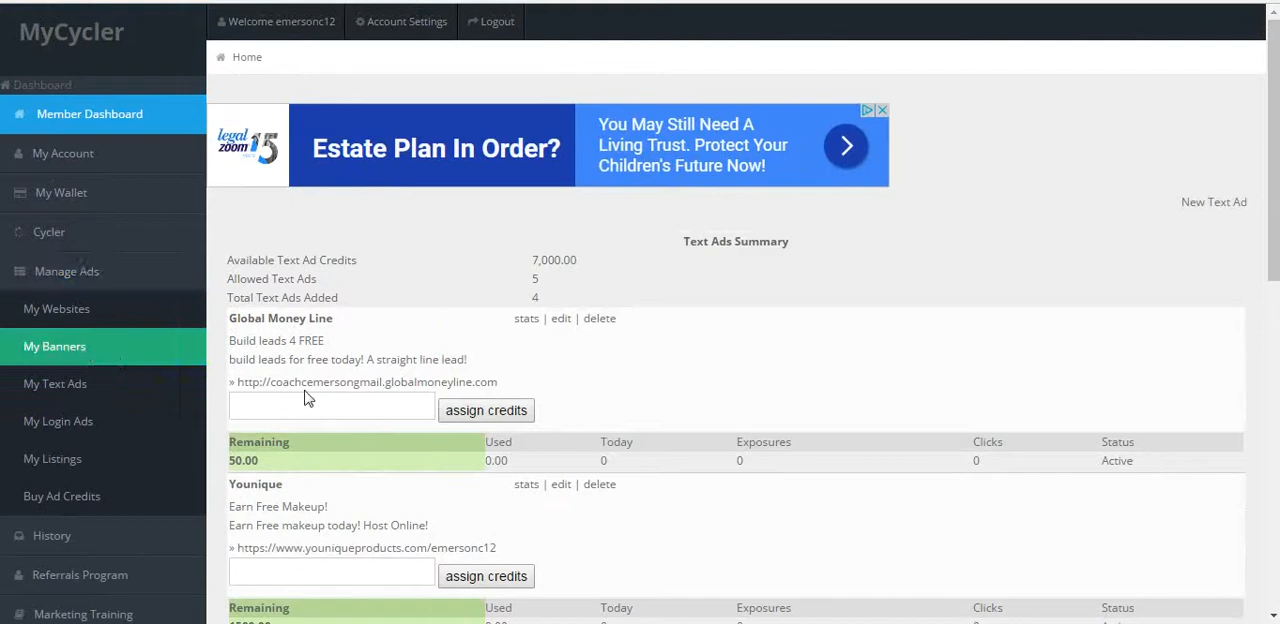 MyCycler
Welcome emersonc12
Account Settings
Logout
Home
Dashboard
Member Dashboard
My Account
My Wallet
Cycler
Manage Ads
My Websites
My Banners
My Text Ads
My Login Ads
My Listings
Buy Ad Credits
History
Referrals Program
Marketing Training
legal
zoom 15
Estate Plan In Order?
You May Still Need A
Living Trust. Protect Your
Children's Future Now!
New Text Ad
Text Ads Summary
Available Text Ad Credits 7,000.00
Allowed Text Ads 5
Total Text Ads Added 4
Global Money Line stats | edit | delete
Build leads 4 FREE
build leads for free today! A straight line lead!
» http://coachcemersongmail.globalmoneyline.com
assign credits
Remaining Used Today Exposures Clicks Status
50.00 0.00 0 0 0 Active
Younique stats | edit | delete
Earn Free Makeup!
Earn Free makeup today! Host Online!
» https://www.youniqueproducts.com/emersonc12
assign credits
Remaining Used Today Exposures Clicks Status